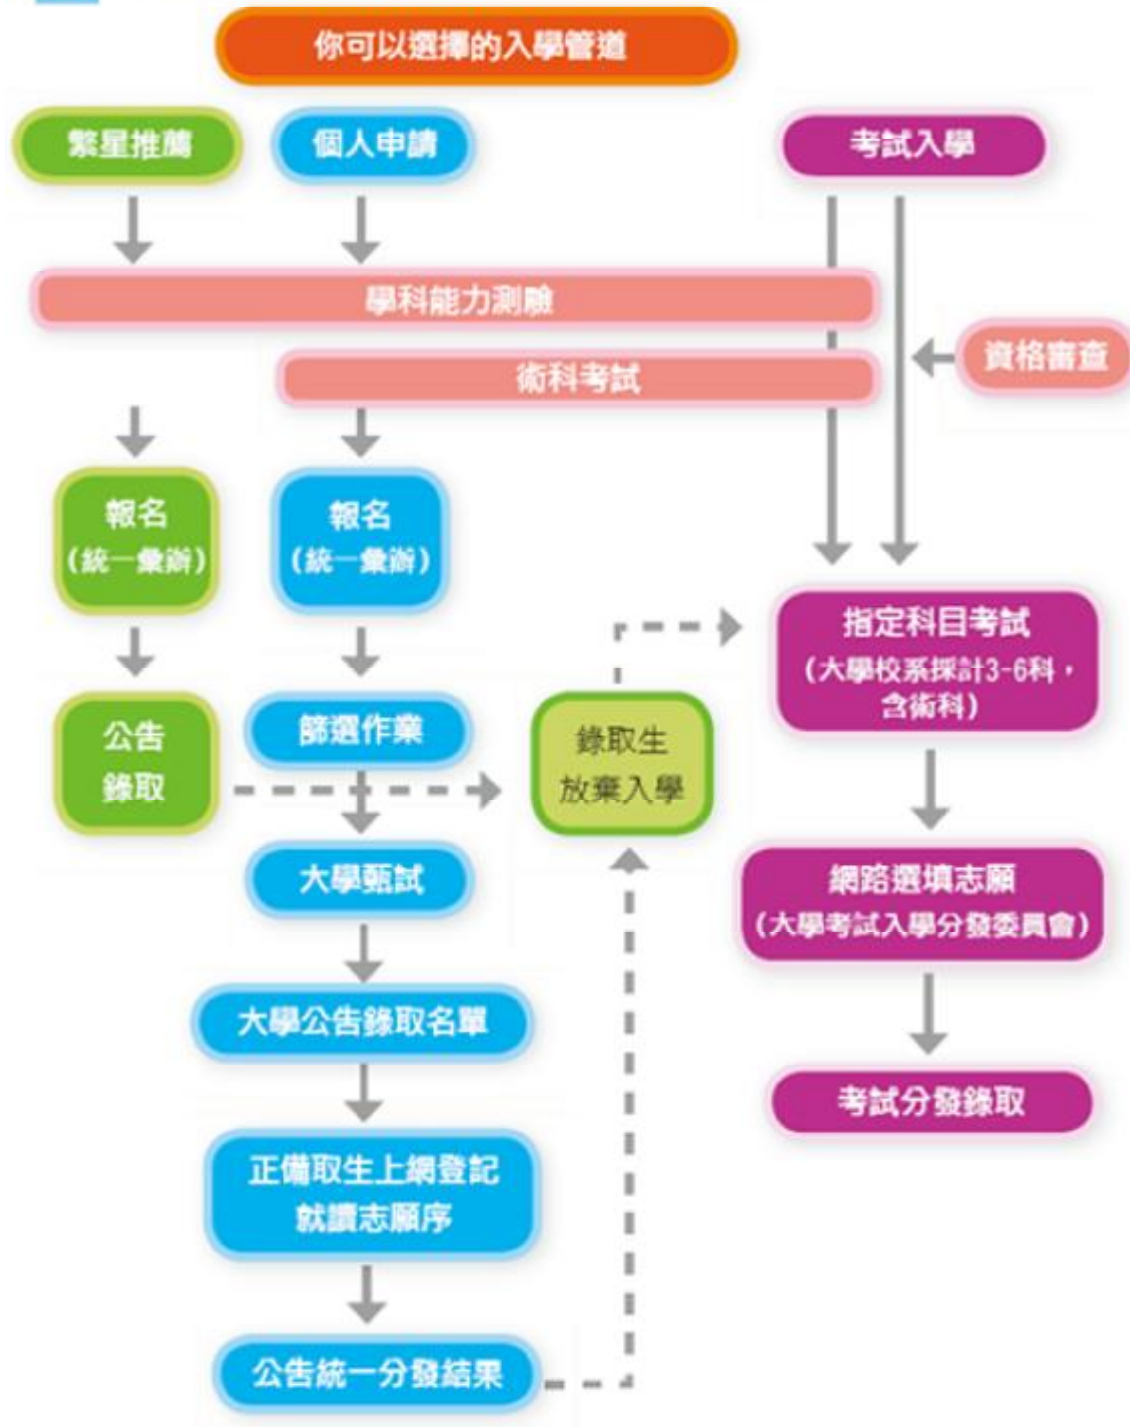 你可以選擇的入學管道
繁星推薦
個人申請
考試入學
學科能力測驗
資格審查
術科考試
報名
(統一彙辦)
報名
(統一彙辦)
指定科目考試
(大學校系採計3-6科，
含術科)
公告
錄取
篩選作業
錄取生
放棄入學
大學甄試
網路選填志願
(大學考試入學分發委員會)
大學公告錄取名單
考試分發錄取
正備取生上網登記
就讀志願序
公告統一分發結果